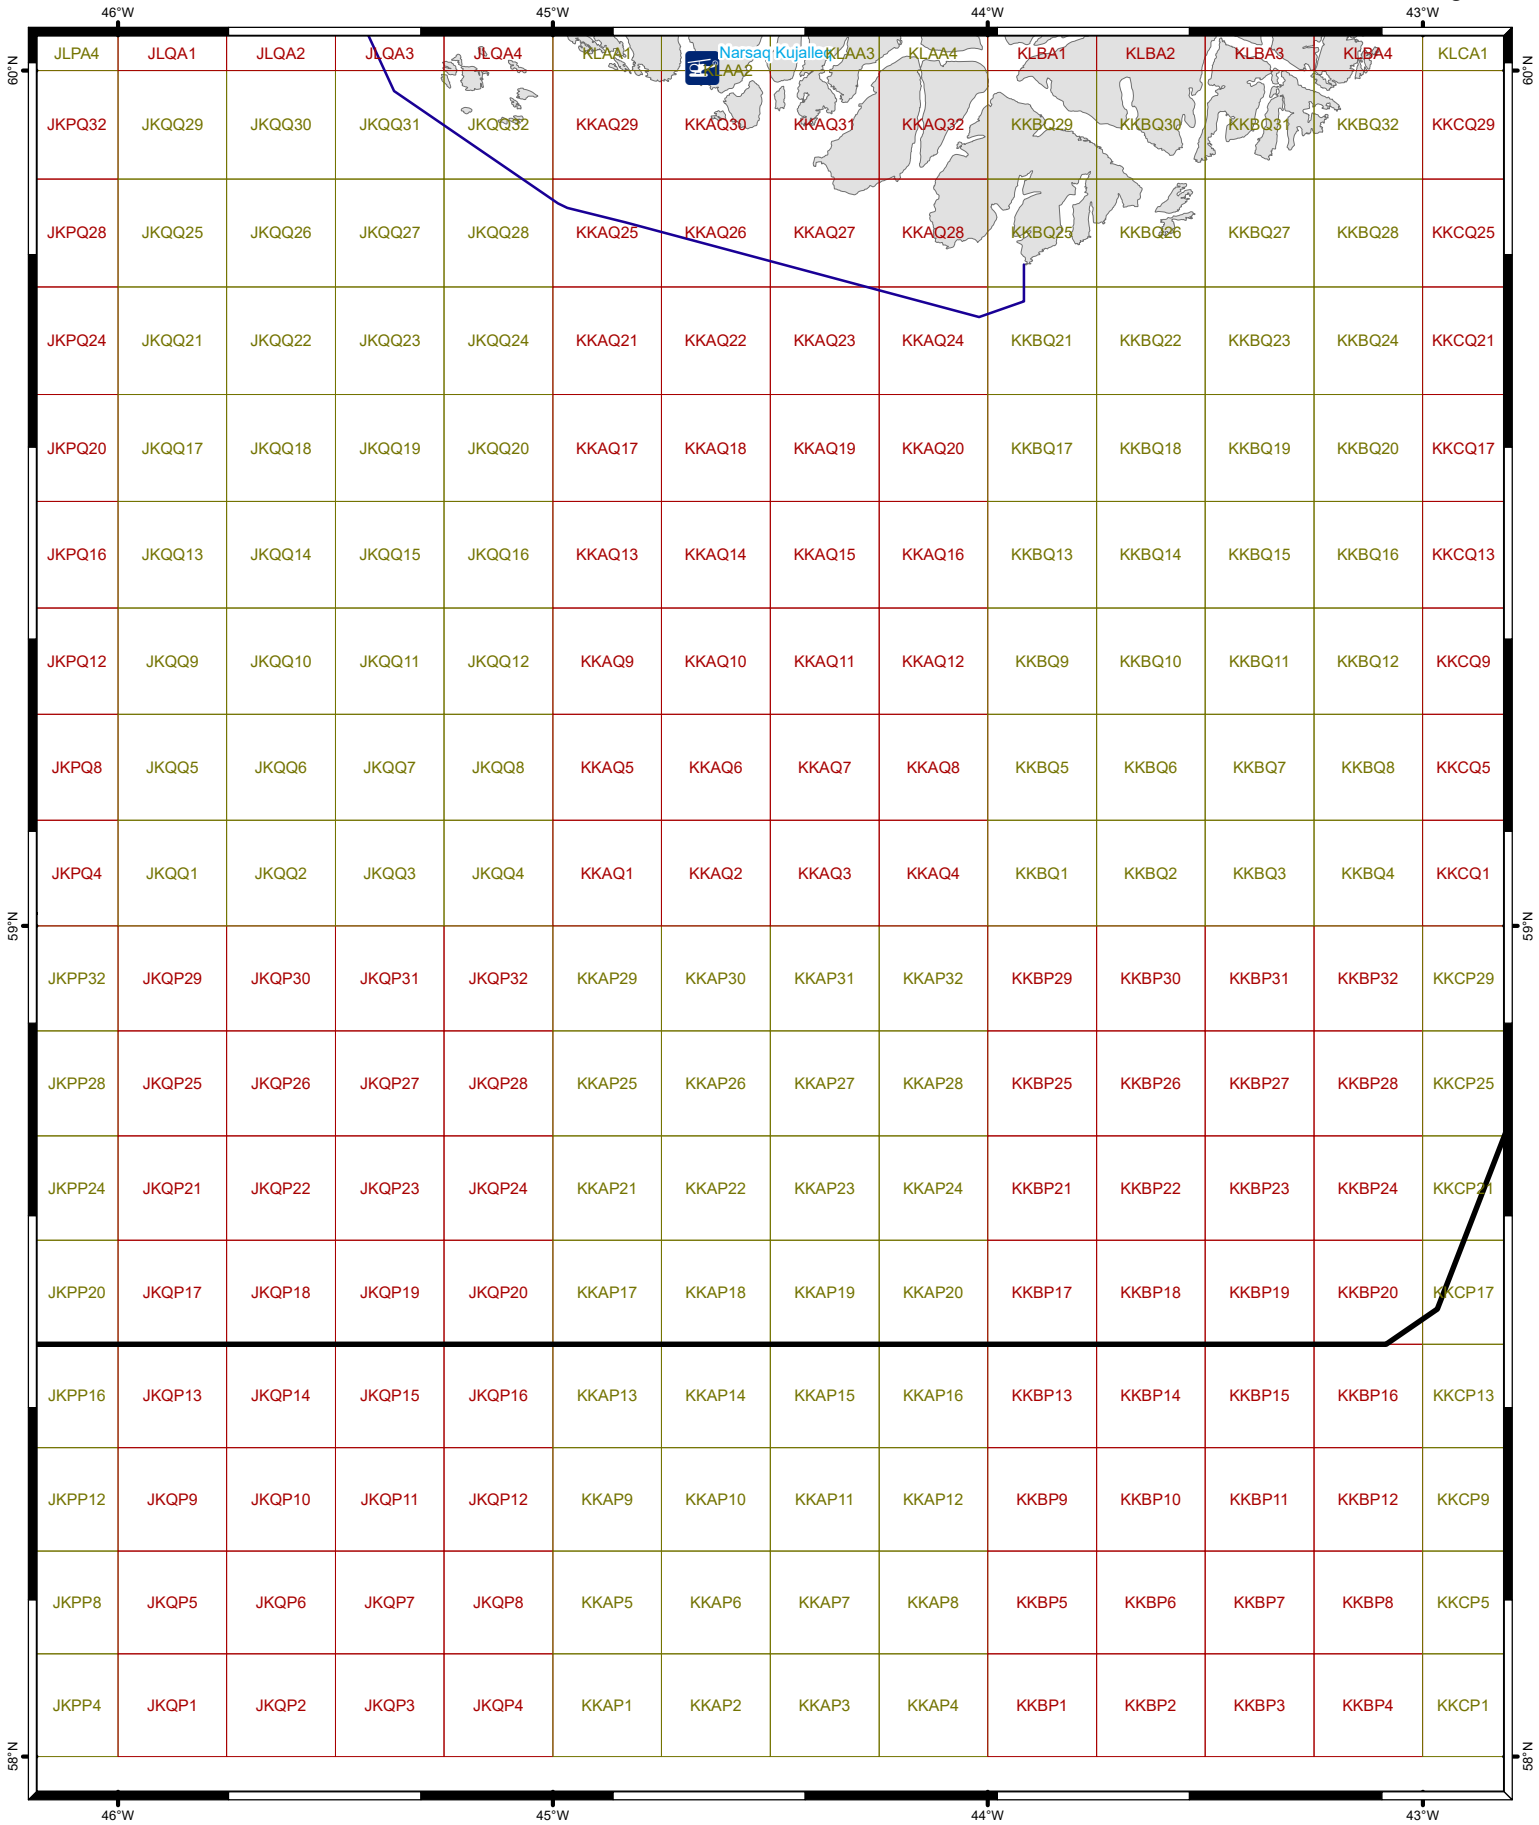 46°W 45°W 44°W 43°W
JLPA4 JLQA1 JLQA2 JLQA3 JLQA4 KLAA1 Narsaq Kujalleq KLAA3 KLAA4 KLBA1 KLBA2 KLBA3 KLBA4 KLCA1
60°N KLAA2 60°N
JKPQ32 JKQQ29 JKQQ30 JKQQ31 JKQQ32 KKAQ29 KKAQ30 KKAQ31 KKAQ32 KKBQ29 KKBQ30 KKBQ31 KKBQ32 KKCQ29
JKPQ28 JKQQ25 JKQQ26 JKQQ27 JKQQ28 KKAQ25 KKAQ26 KKAQ27 KKAQ28 KKBQ25 KKBQ26 KKBQ27 KKBQ28 KKCQ25
JKPQ24 JKQQ21 JKQQ22 JKQQ23 JKQQ24 KKAQ21 KKAQ22 KKAQ23 KKAQ24 KKBQ21 KKBQ22 KKBQ23 KKBQ24 KKCQ21
JKPQ20 JKQQ17 JKQQ18 JKQQ19 JKQQ20 KKAQ17 KKAQ18 KKAQ19 KKAQ20 KKBQ17 KKBQ18 KKBQ19 KKBQ20 KKCQ17
JKPQ16 JKQQ13 JKQQ14 JKQQ15 JKQQ16 KKAQ13 KKAQ14 KKAQ15 KKAQ16 KKBQ13 KKBQ14 KKBQ15 KKBQ16 KKCQ13
JKPQ12 JKQQ9 JKQQ10 JKQQ11 JKQQ12 KKAQ9 KKAQ10 KKAQ11 KKAQ12 KKBQ9 KKBQ10 KKBQ11 KKBQ12 KKCQ9
JKPQ8 JKQQ5 JKQQ6 JKQQ7 JKQQ8 KKAQ5 KKAQ6 KKAQ7 KKAQ8 KKBQ5 KKBQ6 KKBQ7 KKBQ8 KKCQ5
JKPQ4 JKQQ1 JKQQ2 JKQQ3 JKQQ4 KKAQ1 KKAQ2 KKAQ3 KKAQ4 KKBQ1 KKBQ2 KKBQ3 KKBQ4 KKCQ1
59°N 59°N
JKPP32 JKQP29 JKQP30 JKQP31 JKQP32 KKAP29 KKAP30 KKAP31 KKAP32 KKBP29 KKBP30 KKBP31 KKBP32 KKCP29
JKPP28 JKQP25 JKQP26 JKQP27 JKQP28 KKAP25 KKAP26 KKAP27 KKAP28 KKBP25 KKBP26 KKBP27 KKBP28 KKCP25
JKPP24 JKQP21 JKQP22 JKQP23 JKQP24 KKAP21 KKAP22 KKAP23 KKAP24 KKBP21 KKBP22 KKBP23 KKBP24 KKCP21
JKPP20 JKQP17 JKQP18 JKQP19 JKQP20 KKAP17 KKAP18 KKAP19 KKAP20 KKBP17 KKBP18 KKBP19 KKBP20 KKCP17
JKPP16 JKQP13 JKQP14 JKQP15 JKQP16 KKAP13 KKAP14 KKAP15 KKAP16 KKBP13 KKBP14 KKBP15 KKBP16 KKCP13
JKPP12 JKQP9 JKQP10 JKQP11 JKQP12 KKAP9 KKAP10 KKAP11 KKAP12 KKBP9 KKBP10 KKBP11 KKBP12 KKCP9
JKPP8 JKQP5 JKQP6 JKQP7 JKQP8 KKAP5 KKAP6 KKAP7 KKAP8 KKBP5 KKBP6 KKBP7 KKBP8 KKCP5
JKPP4 JKQP1 JKQP2 JKQP3 JKQP4 KKAP1 KKAP2 KKAP3 KKAP4 KKBP1 KKBP2 KKBP3 KKBP4 KKCP1
58°N 58°N
46°W 45°W 44°W 43°W